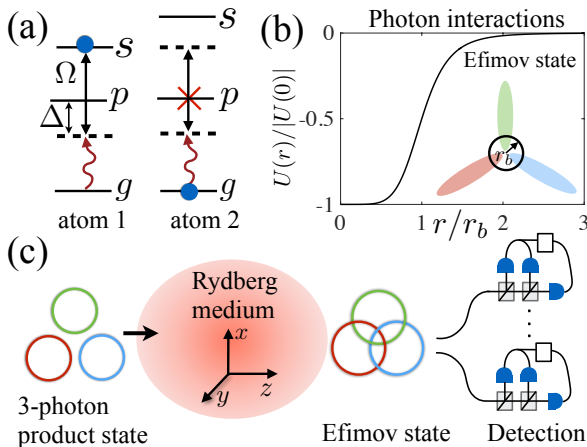 (a)
s
s
Ω
p
p
Δ
g
g
atom 1
atom 2
(b)
Photon interactions
0
-0.5
-1
U(r)/|U(0)|
Efimov state
r_b
0
1
2
3
r/r_b
(c)
Rydberg
medium
x
y
z
3-photon
product state
Efimov state
Detection